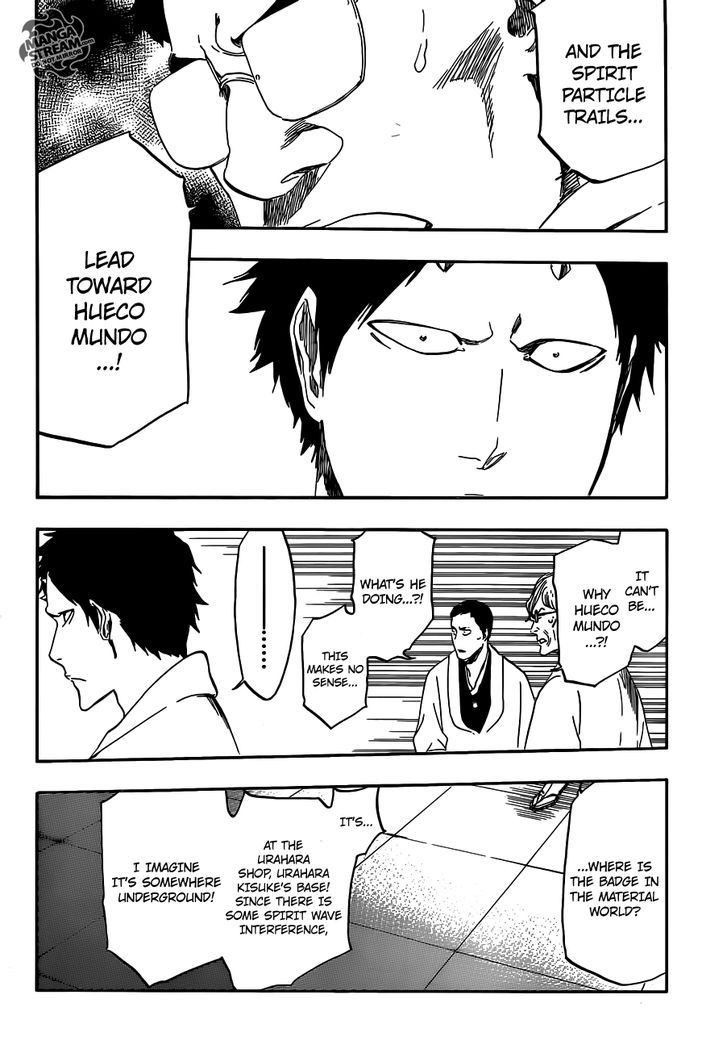 MANGA
STREAM
AND THE
SPIRIT
PARTICLE
TRAILS...
LEAD
TOWARD
HUECO
MUNDO
...!
IT
CAN'T
BE...
WHY
HUECO
MUNDO
...?!
WHAT'S HE
DOING...?!
THIS
MAKES NO
SENSE...
...WHERE IS
THE BADGE IN
THE MATERIAL
WORLD?
IT'S...
AT THE
URAHARA
SHOP, URAHARA
KISUKE'S BASE!
SINCE THERE
IS SOME
SPIRIT WAVE
INTERFERENCE,
I IMAGINE
IT'S SOMEWHERE
UNDERGROUND!